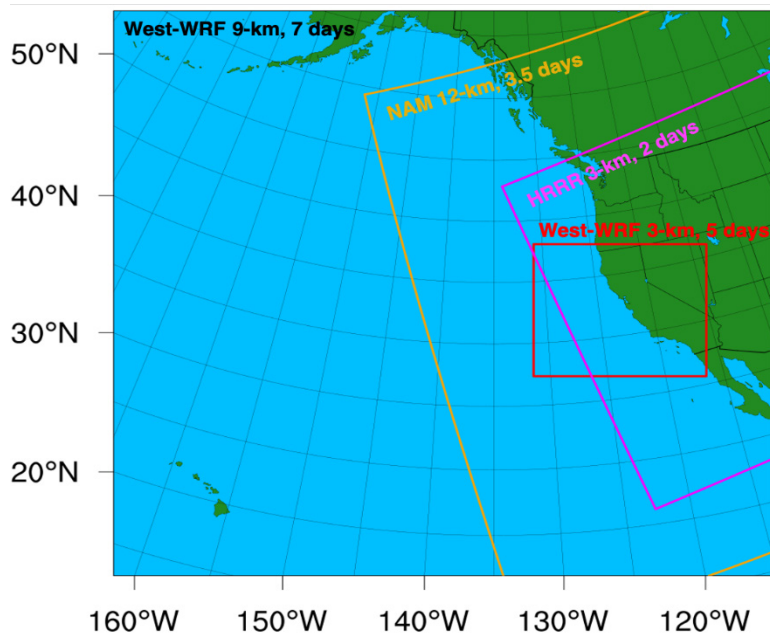 West-WRF 9-km, 7 days
50°N
NAM 12-km, 3.5 days
HRRR 3-km, 2 days
40°N
West-WRF 3-km, 5 days
30°N
20°N
160°W 150°W 140°W 130°W 120°W